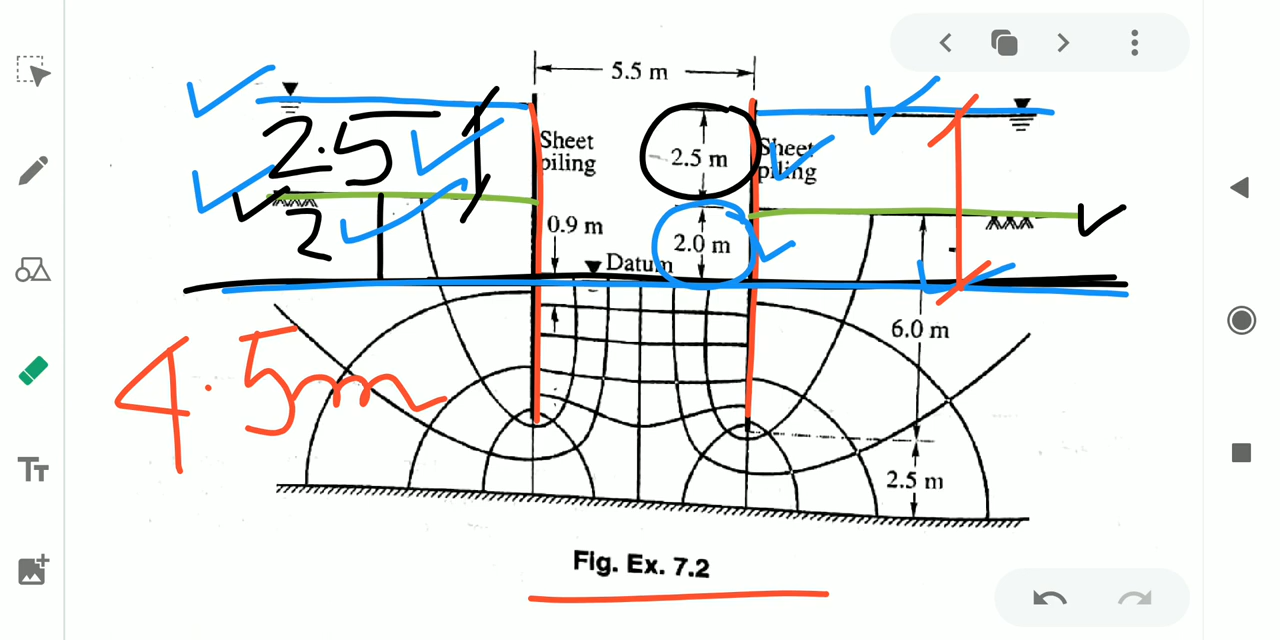 5.5 m
2.5
Sheet
piling
2.5 m
Sheet
piling
2
0.9 m
2.0 m
Datum
6.0 m
4.5m
2.5 m
Fig. Ex. 7.2
TT